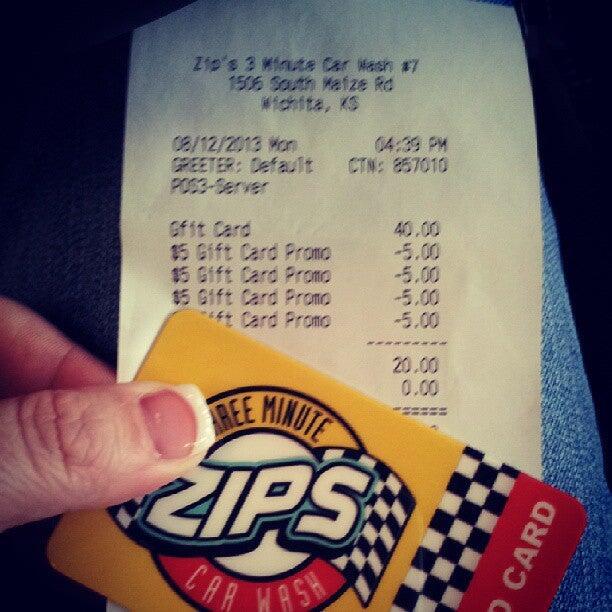 Zip's 3 Minute Car Wash #7
1506 South Maize Rd
Wichita, KS
08/12/2013 Mon 04:39 PM
GREETER: Default CTN: 857010
POS3-Server
Gfit Card 40.00
$5 Gift Card Promo -5.00
$5 Gift Card Promo -5.00
$5 Gift Card Promo -5.00
ft Card Promo -5.00
20.00
0.00
THREE MINUTE
ZIPS
CAR WASH
CARD